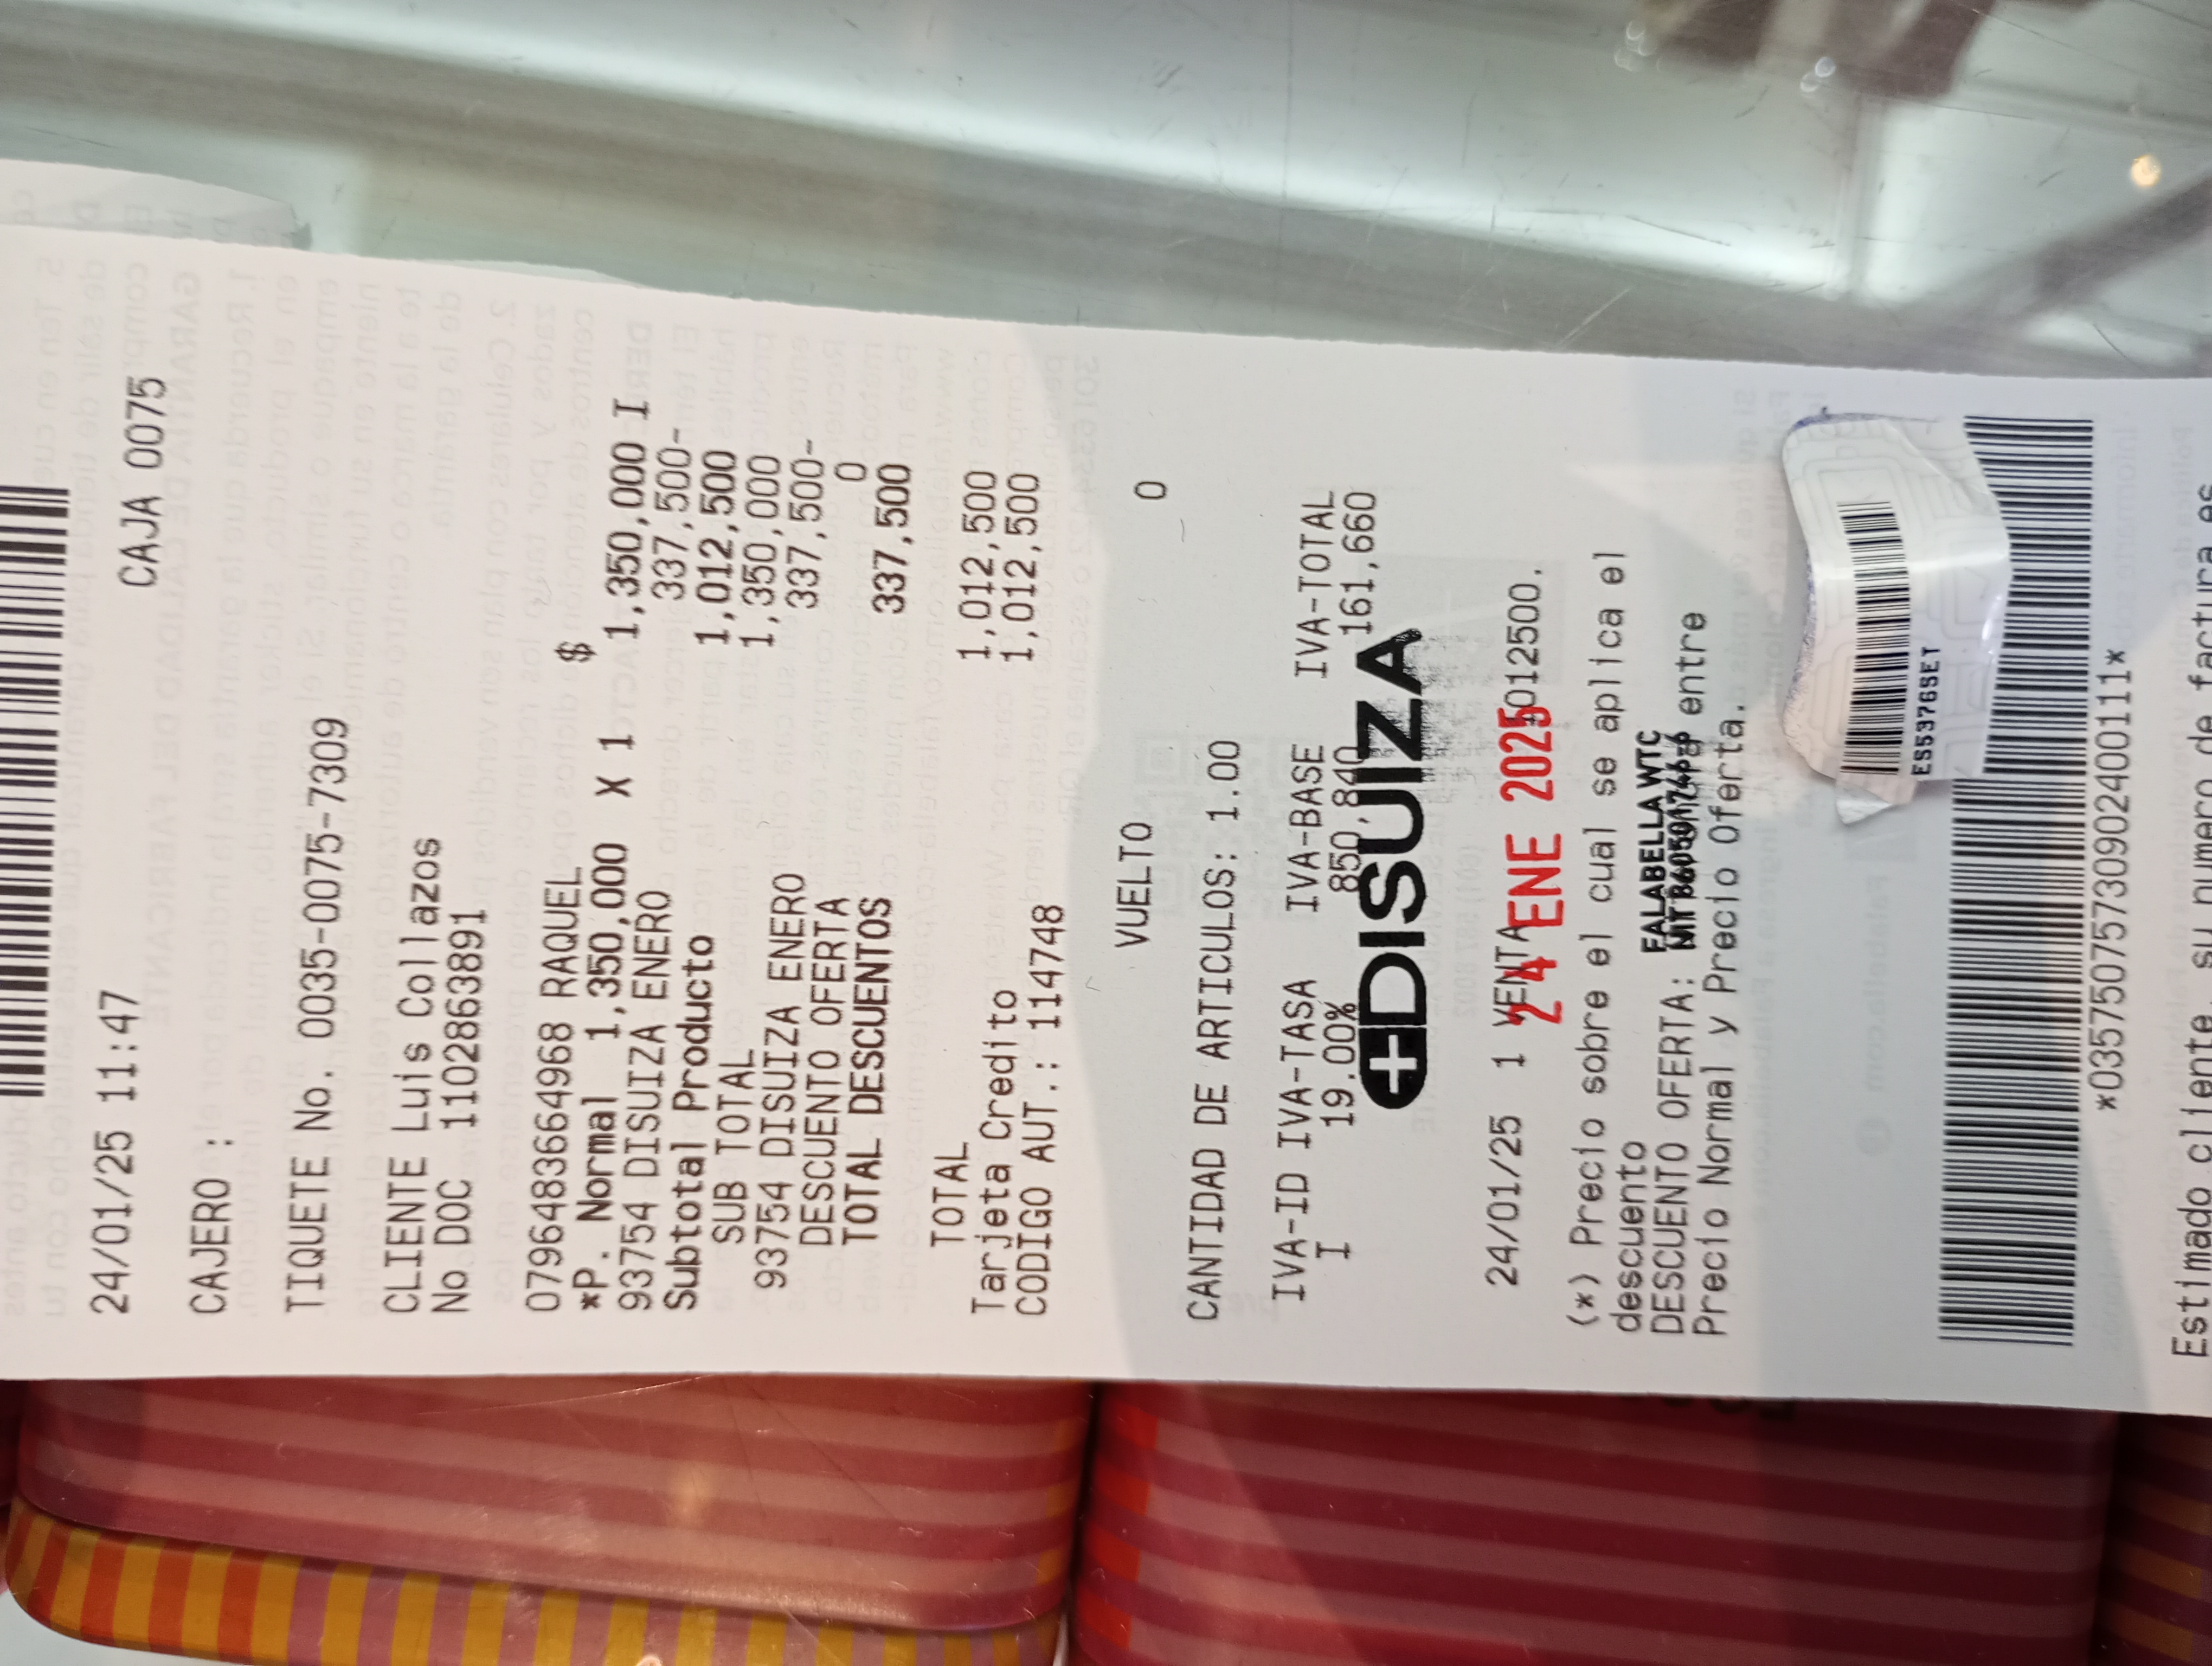 24/01/25 11:47 CAJA 0075
CAJERO :
TIQUETE No. 0035-0075-7309
CLIENTE Luis Collazos
No DOC 1102863891
0796483664968 RAQUEL $
*P. Normal 1,350,000 X 1 1,350,000 I
93754 DISUIZA ENERO 337,500-
Subtotal Producto 1,012,500
SUB TOTAL 1,350,000
93754 DISUIZA ENERO 337,500-
DESCUENTO OFERTA 0
TOTAL DESCUENTOS 337,500
TOTAL 1,012,500
Tarjeta Credito 1,012,500
CODIGO AUT.: 114748
VUELTO 0
CANTIDAD DE ARTICULOS: 1.00
IVA-ID IVA-TASA IVA-BASE IVA-TOTAL
I 19.00% 850,840 161,660
DISUIZA
24/01/25 1 VENTA 1012500.
24 ENE 2025
(*) Precio sobre el cual se aplica el
descuento
FALABELLA WTC
DESCUENTO OFERTA: entre
Precio Normal y Precio Oferta.
ES5376SET
*03575075730902400111*
Estimado cliente, su numero de factura es